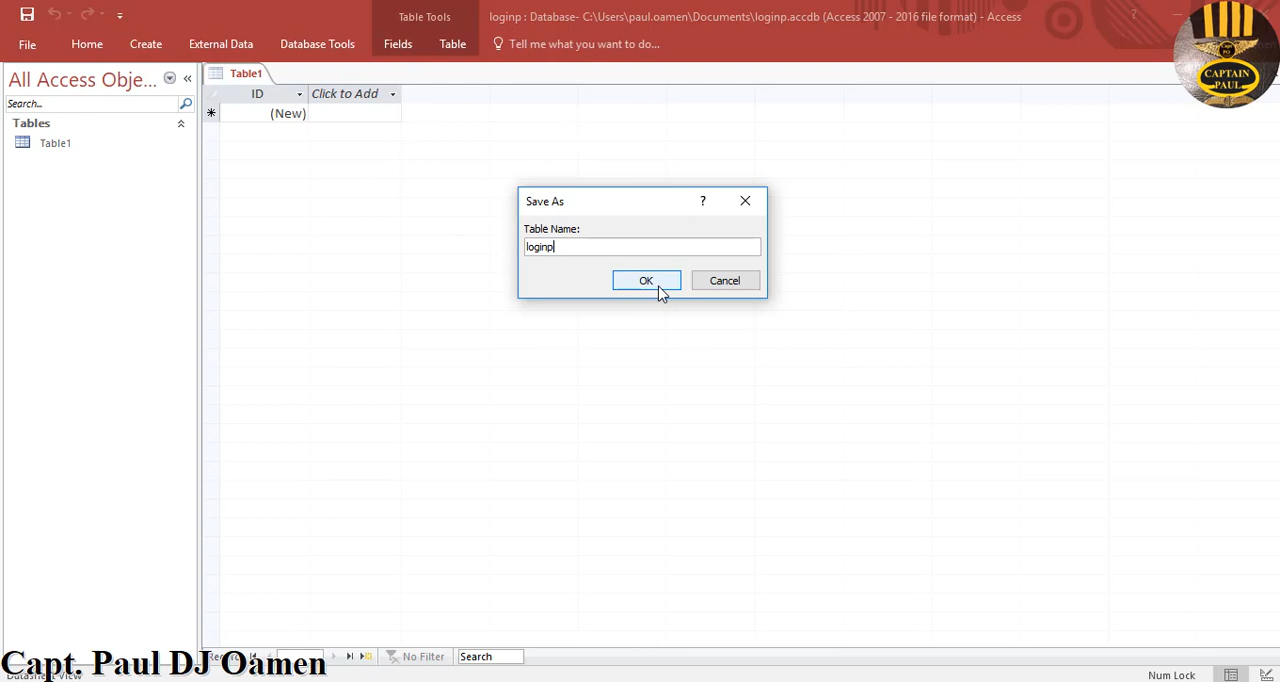 Table Tools
loginp : Database- C:\Users\paul.oamen\Documents\loginp.accdb (Access 2007 - 2016 file format) - Access
?
File Home Create External Data Database Tools Fields Table Tell me what you want to do...
CAPTAIN
PAUL
All Access Obje... «
Search...
Tables
Table1
Table1
ID Click to Add
* (New)
Save As ?
Table Name:
loginp
OK Cancel
No Filter Search
Capt. Paul DJ Oamen
Num Lock